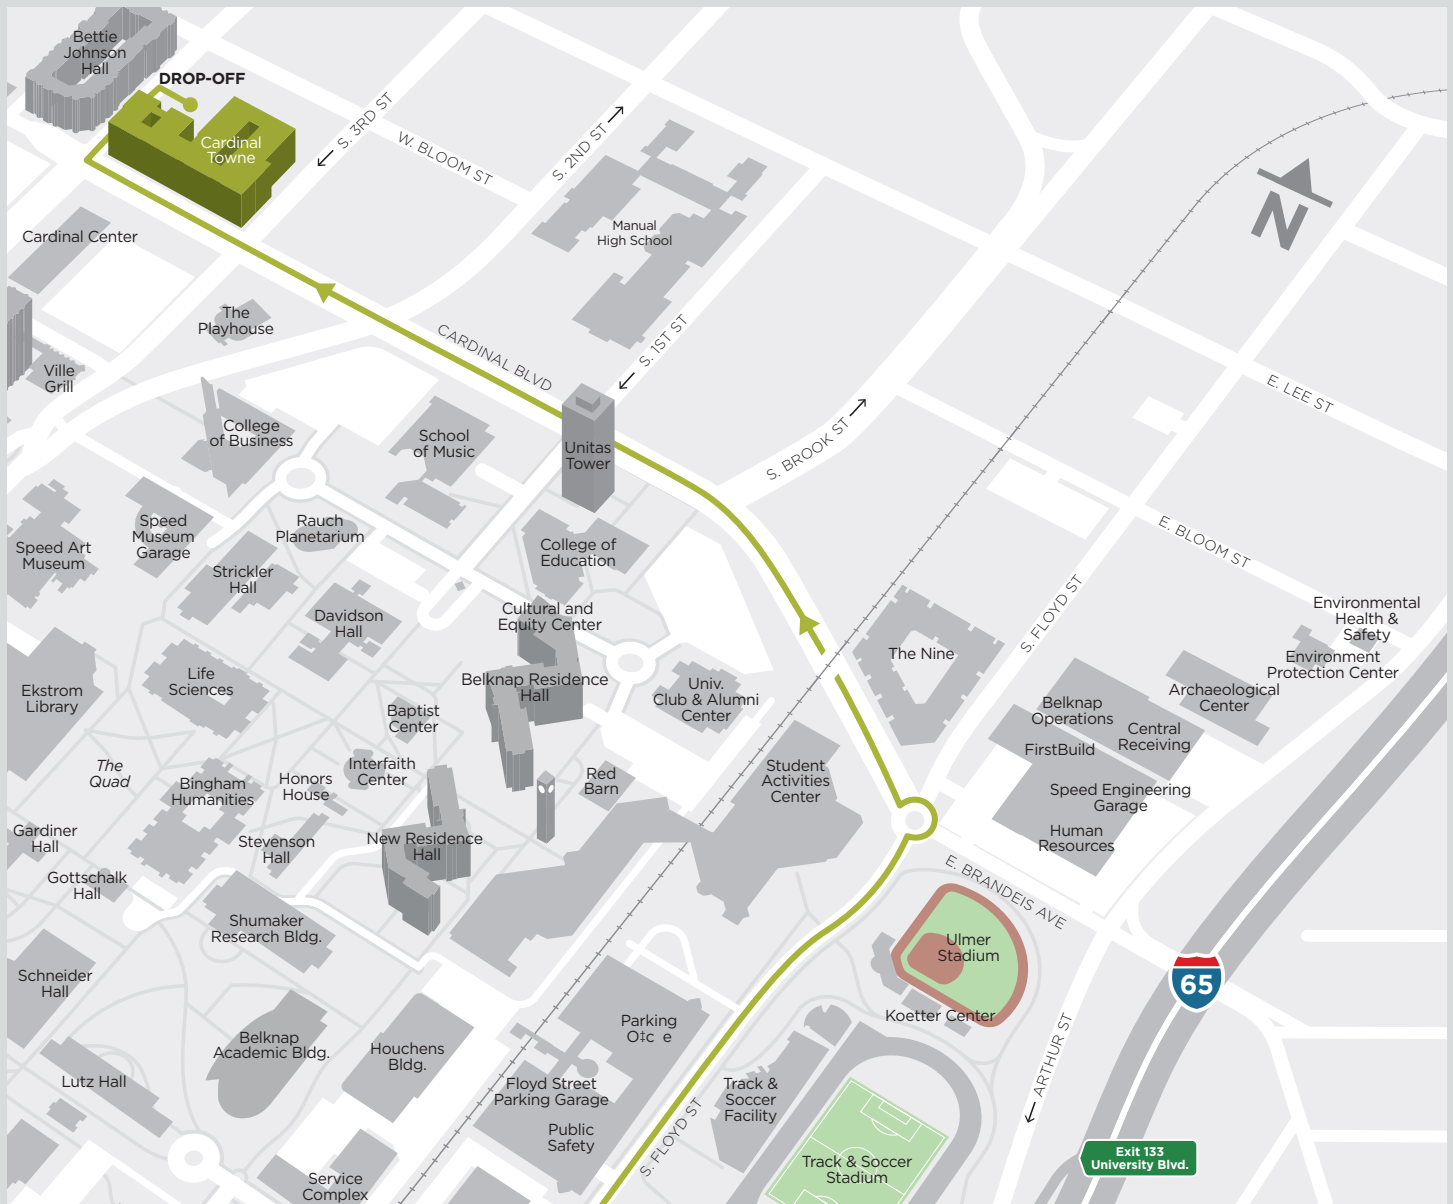 Bettie
Johnson
Hall
DROP-OFF
Cardinal
Towne
S. 3RD ST
W. BLOOM ST
S. 2ND ST
Manual
High School
N
Cardinal Center
The
Playhouse
CARDINAL BLVD
S. 1ST ST
Ville
Grill
E. LEE ST
College
of Business
School
of Music
Unitas
Tower
S. BROOK ST
Speed Art
Museum
Speed
Museum
Garage
Rauch
Planetarium
Strickler
Hall
College of
Education
E. BLOOM ST
Davidson
Hall
Cultural and
Equity Center
The Nine
S. FLOYD ST
Environmental
Health &
Safety
Environment
Protection Center
Ekstrom
Library
Life
Sciences
Belknap Residence
Hall
Univ.
Club & Alumni
Center
Archaeological
Center
Belknap
Operations
Central
Receiving
FirstBuild
Baptist
Center
The
Quad
Bingham
Humanities
Honors
House
Interfaith
Center
Red
Barn
Student
Activities
Center
Speed Engineering
Garage
Human
Resources
Gardiner
Hall
Stevenson
Hall
New Residence
Hall
Gottschalk
Hall
E. BRANDEIS AVE
Shumaker
Research Bldg.
Ulmer
Stadium
Schneider
Hall
65
Koetter Center
Parking
O‡c e
Belknap
Academic Bldg.
Houchens
Bldg.
ARTHUR ST
Lutz Hall
Floyd Street
Parking Garage
Track &
Soccer
Facility
Public
Safety
S. FLOYD ST
Exit 133
University Blvd.
Track & Soccer
Stadium
Service
Complex